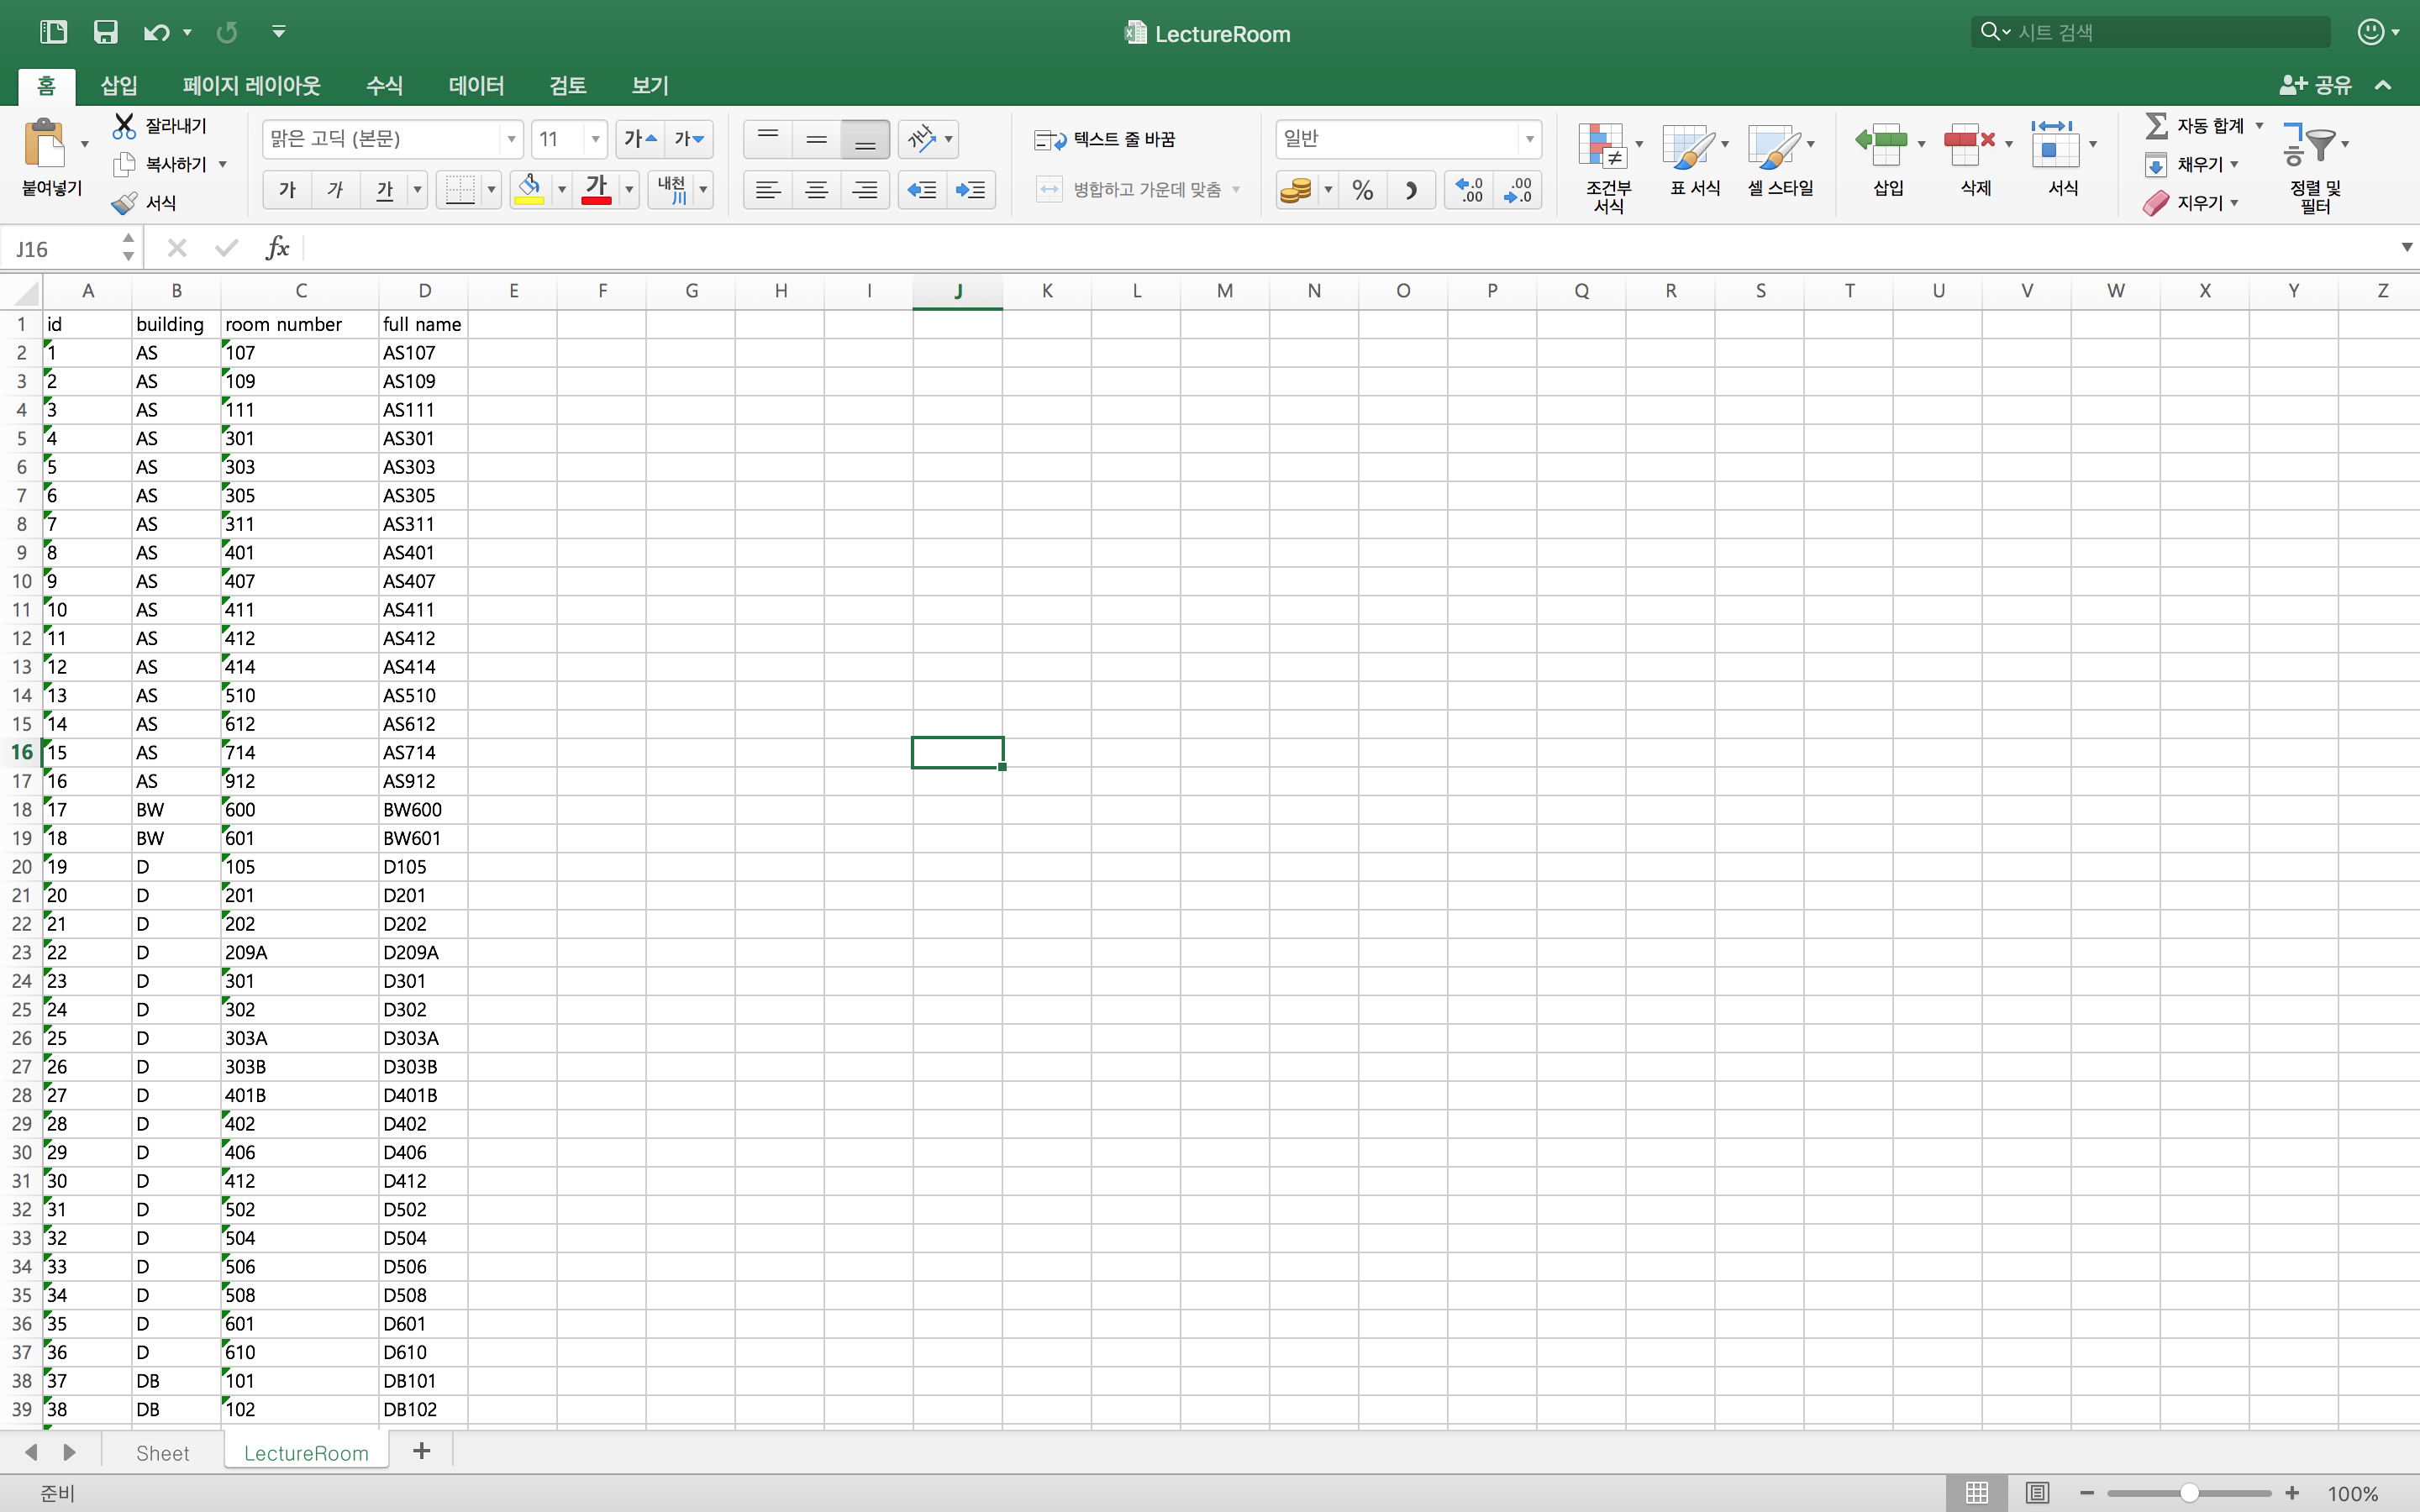 LectureRoom
시트 검색
홈 삽입 페이지 레이아웃 수식 데이터 검토 보기 공유
붙여넣기
잘라내기
복사하기
서식
맑은 고딕 (본문) 11 가 가
가 가 간 가 내천 川
텍스트 줄 바꿈
병합하고 가운데 맞춤
일반
% .0 .00 .00 .0
조건부 서식
표 서식
셀 스타일
삽입
삭제
서식
자동 합계
채우기
지우기
정렬 및 필터
J16 fx
A B C D E F G H I J K L M N O P Q R S T U V W X Y Z
1 id building room number full name
2 1 AS 107 AS107
3 2 AS 109 AS109
4 3 AS 111 AS111
5 4 AS 301 AS301
6 5 AS 303 AS303
7 6 AS 305 AS305
8 7 AS 311 AS311
9 8 AS 401 AS401
10 9 AS 407 AS407
11 10 AS 411 AS411
12 11 AS 412 AS412
13 12 AS 414 AS414
14 13 AS 510 AS510
15 14 AS 612 AS612
16 15 AS 714 AS714
17 16 AS 912 AS912
18 17 BW 600 BW600
19 18 BW 601 BW601
20 19 D 105 D105
21 20 D 201 D201
22 21 D 202 D202
23 22 D 209A D209A
24 23 D 301 D301
25 24 D 302 D302
26 25 D 303A D303A
27 26 D 303B D303B
28 27 D 401B D401B
29 28 D 402 D402
30 29 D 406 D406
31 30 D 412 D412
32 31 D 502 D502
33 32 D 504 D504
34 33 D 506 D506
35 34 D 508 D508
36 35 D 601 D601
37 36 D 610 D610
38 37 DB 101 DB101
39 38 DB 102 DB102
Sheet LectureRoom
준비 100%